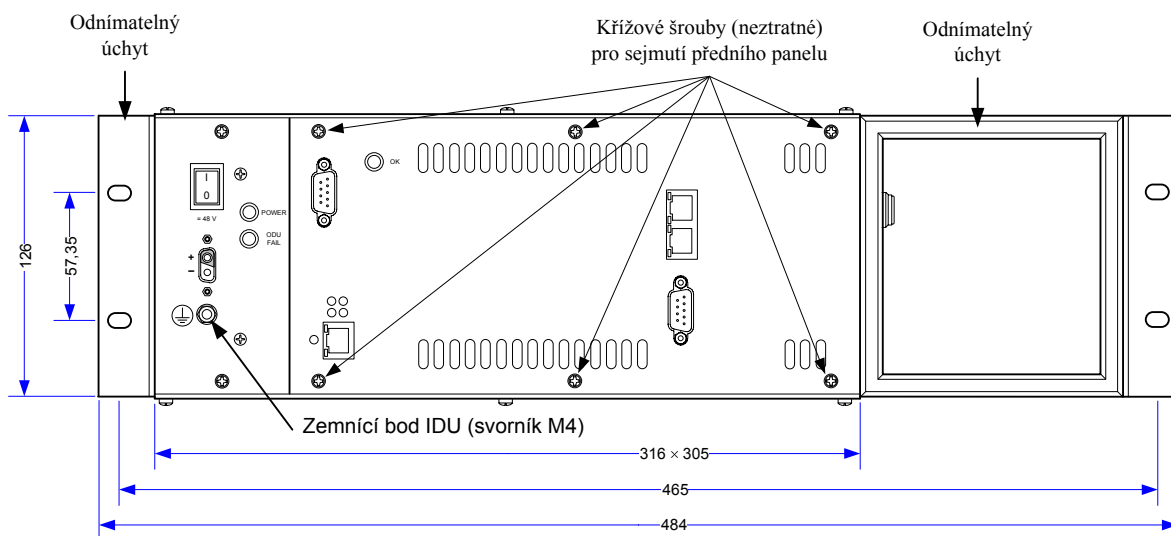 Odnímatelný
úchyt
Křížové šrouby (neztratné)
pro sejmutí předního panelu
Odnímatelný
úchyt
I
0
= 48 V
POWER
ODU
FAIL
OK
+
−
126
57,35
Zemnící bod IDU (svorník M4)
316 × 305
465
484